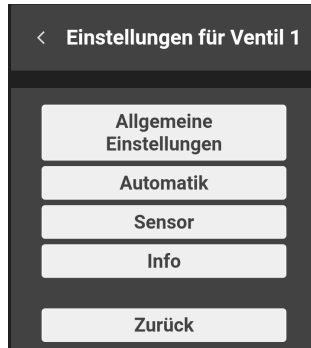 Einstellungen für Ventil 1
Allgemeine
Einstellungen
Automatik
Sensor
Info
Zurück